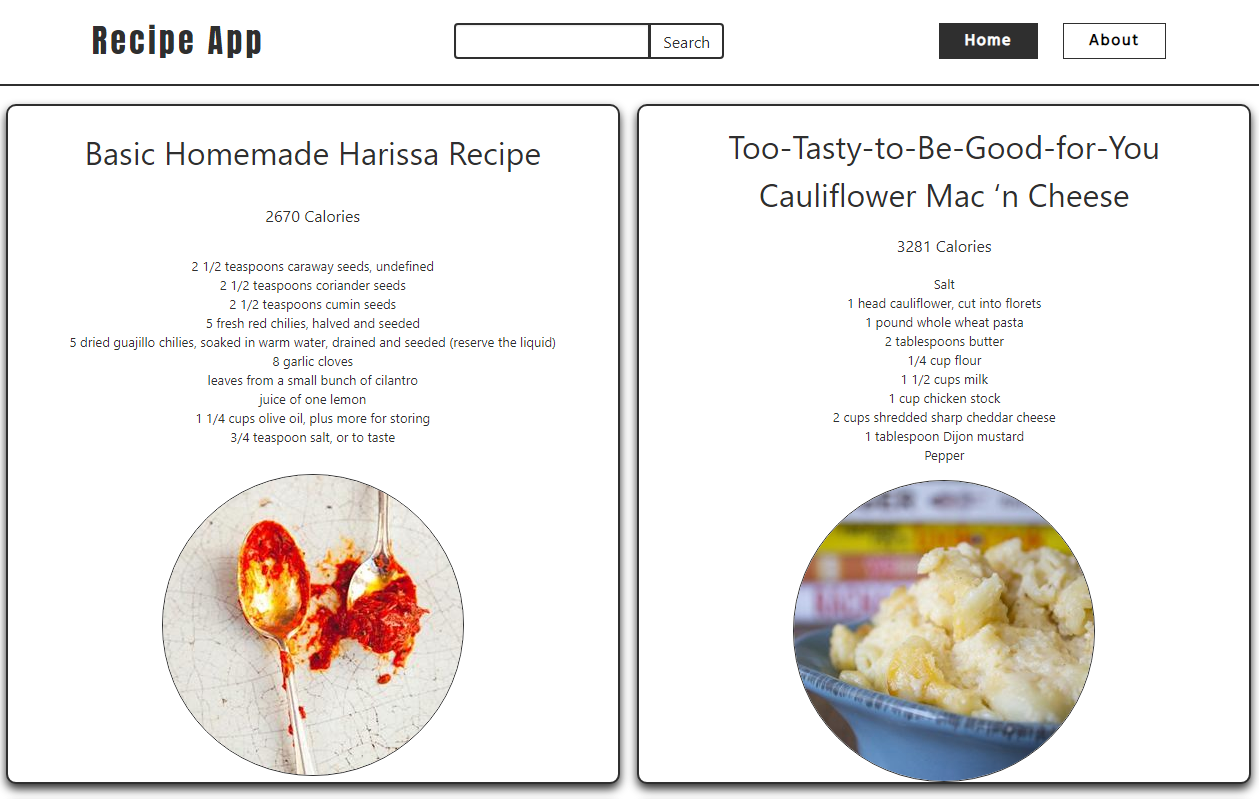 Recipe App
Search
Home
About
Basic Homemade Harissa Recipe
2670 Calories
2 1/2 teaspoons caraway seeds, undefined
2 1/2 teaspoons coriander seeds
2 1/2 teaspoons cumin seeds
5 fresh red chilies, halved and seeded
5 dried guajillo chilies, soaked in warm water, drained and seeded (reserve the liquid)
8 garlic cloves
leaves from a small bunch of cilantro
juice of one lemon
1 1/4 cups olive oil, plus more for storing
3/4 teaspoon salt, or to taste
Too-Tasty-to-Be-Good-for-You
Cauliflower Mac ‘n Cheese
3281 Calories
Salt
1 head cauliflower, cut into florets
1 pound whole wheat pasta
2 tablespoons butter
1/4 cup flour
1 1/2 cups milk
1 cup chicken stock
2 cups shredded sharp cheddar cheese
1 tablespoon Dijon mustard
Pepper